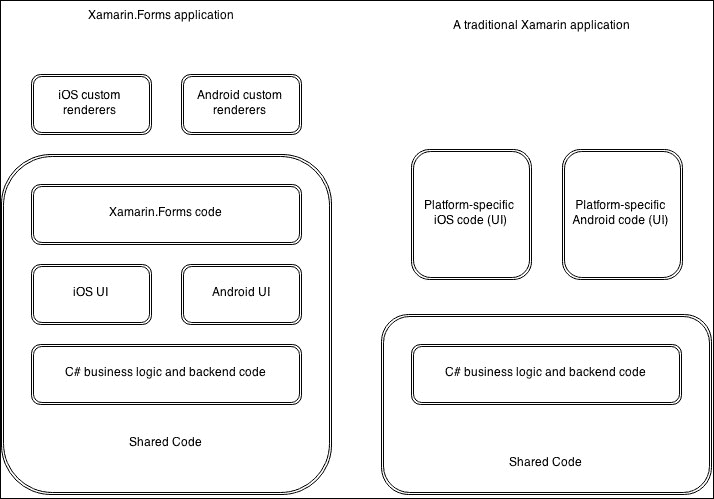 Xamarin.Forms application
A traditional Xamarin application
iOS custom
renderers
Android custom
renderers
Platform-specific
iOS code (UI)
Platform-specific
Android code (UI)
Xamarin.Forms code
iOS UI
Android UI
C# business logic and backend code
C# business logic and backend code
Shared Code
Shared Code